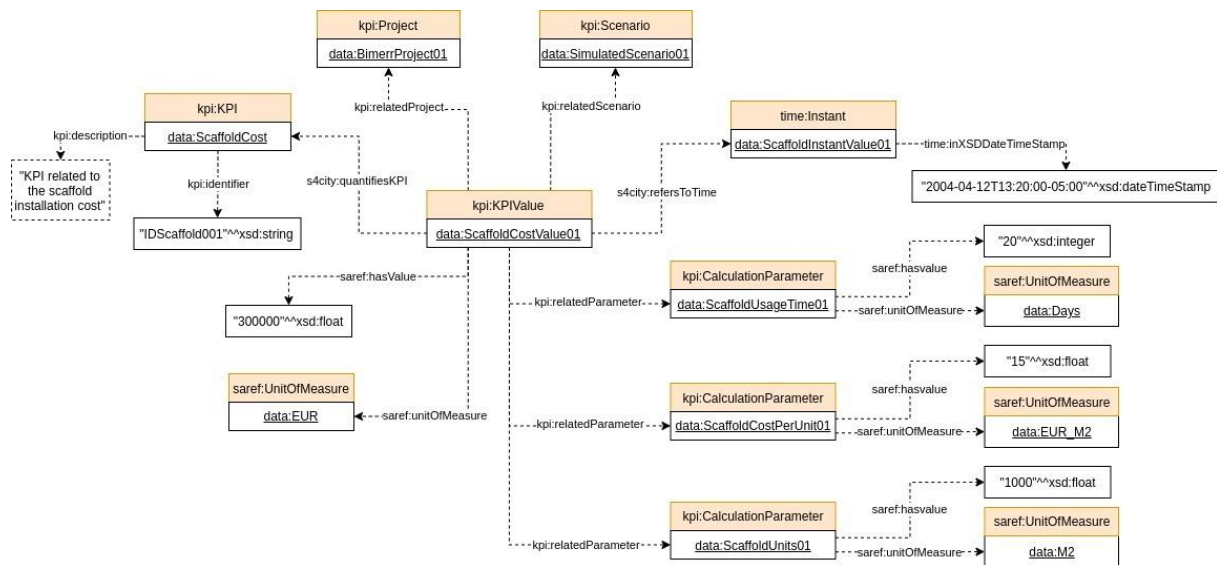 kpi:Project
data:BimerrProject01
kpi:Scenario
data:SimulatedScenario01
kpi:relatedProject
kpi:relatedScenario
kpi:KPI
data:ScaffoldCost
kpi:description
"KPI related to
the scaffold
installation cost"
kpi:identifier
"IDScaffold001"^^xsd:string
s4city:quantifiesKPI
time:Instant
data:ScaffoldInstantValue01
time:inXSDDateTimeStamp
"2004-04-12T13:20:00-05:00"^^xsd:dateTimeStamp
s4city:refersToTime
kpi:KPIValue
data:ScaffoldCostValue01
saref:hasValue
"300000"^^xsd:float
saref:UnitOfMeasure
data:EUR
saref:unitOfMeasure
kpi:relatedParameter
kpi:CalculationParameter
data:ScaffoldUsageTime01
saref:hasvalue
"20"^^xsd:integer
saref:unitOfMeasure
saref:UnitOfMeasure
data:Days
kpi:relatedParameter
kpi:CalculationParameter
data:ScaffoldCostPerUnit01
saref:hasvalue
"15"^^xsd:float
saref:unitOfMeasure
saref:UnitOfMeasure
data:EUR_M2
kpi:relatedParameter
kpi:CalculationParameter
data:ScaffoldUnits01
saref:hasvalue
"1000"^^xsd:float
saref:unitOfMeasure
saref:UnitOfMeasure
data:M2